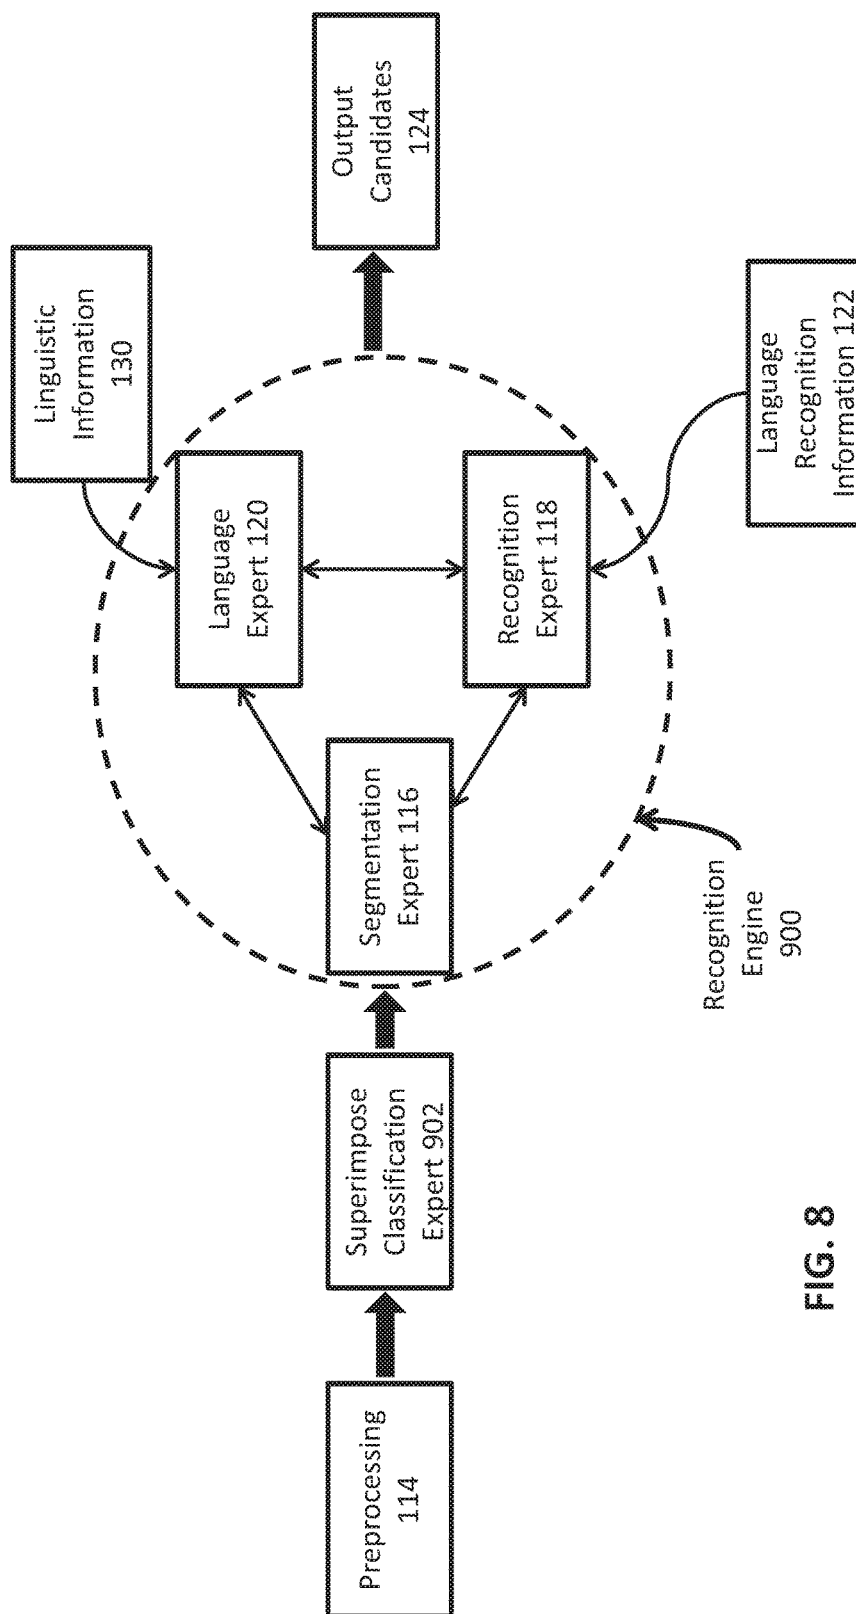 Preprocessing
114
Superimpose
Classification
Expert 902
Segmentation
Expert 116
Language
Expert 120
Recognition
Expert 118
Linguistic
Information
130
Language
Recognition
Information 122
Output
Candidates
124
Recognition
Engine
900
FIG. 8